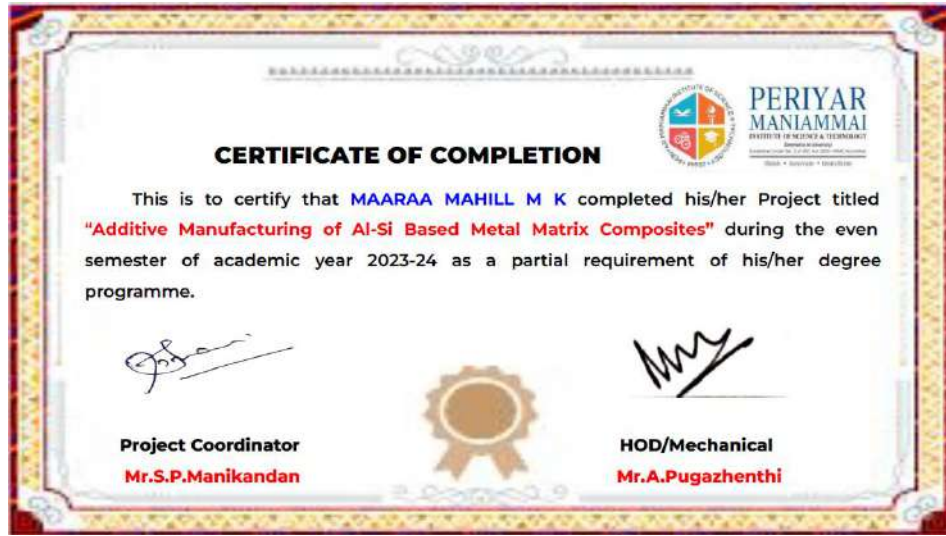 PERIYAR
MANIAMMAI
INSTITUTE OF SCIENCE & TECHNOLOGY
CERTIFICATE OF COMPLETION
This is to certify that MAARAA MAHILL M K completed his/her Project titled
“Additive Manufacturing of Al-Si Based Metal Matrix Composites” during the even
semester of academic year 2023-24 as a partial requirement of his/her degree
programme.
Project Coordinator
Mr.S.P.Manikandan
HOD/Mechanical
Mr.A.Pugazhenthi